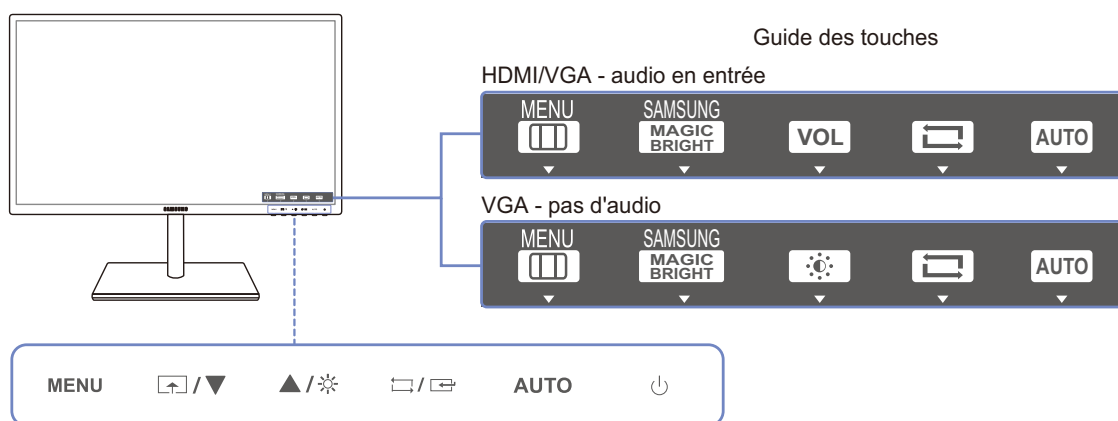 Guide des touches
HDMI/VGA - audio en entrée
MENU
SAMSUNG
MAGIC
BRIGHT
VOL
AUTO
VGA - pas d'audio
MENU
SAMSUNG
MAGIC
BRIGHT
AUTO
SAMSUNG
MENU
/
/
/
AUTO